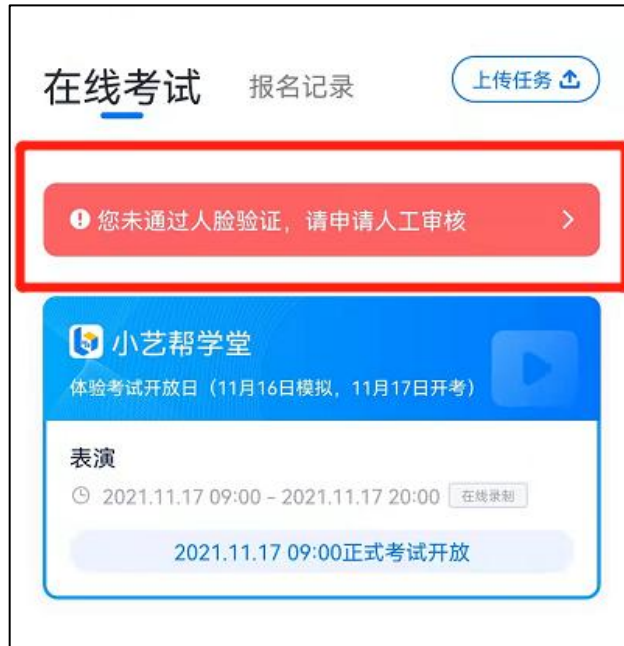 在线考试 报名记录 上传任务
您未通过人脸验证，请申请人工审核
小艺帮学堂
体验考试开放日（11月16日模拟，11月17日开考）
表演
2021.11.17 09:00 - 2021.11.17 20:00 在线录制
2021.11.17 09:00正式考试开放